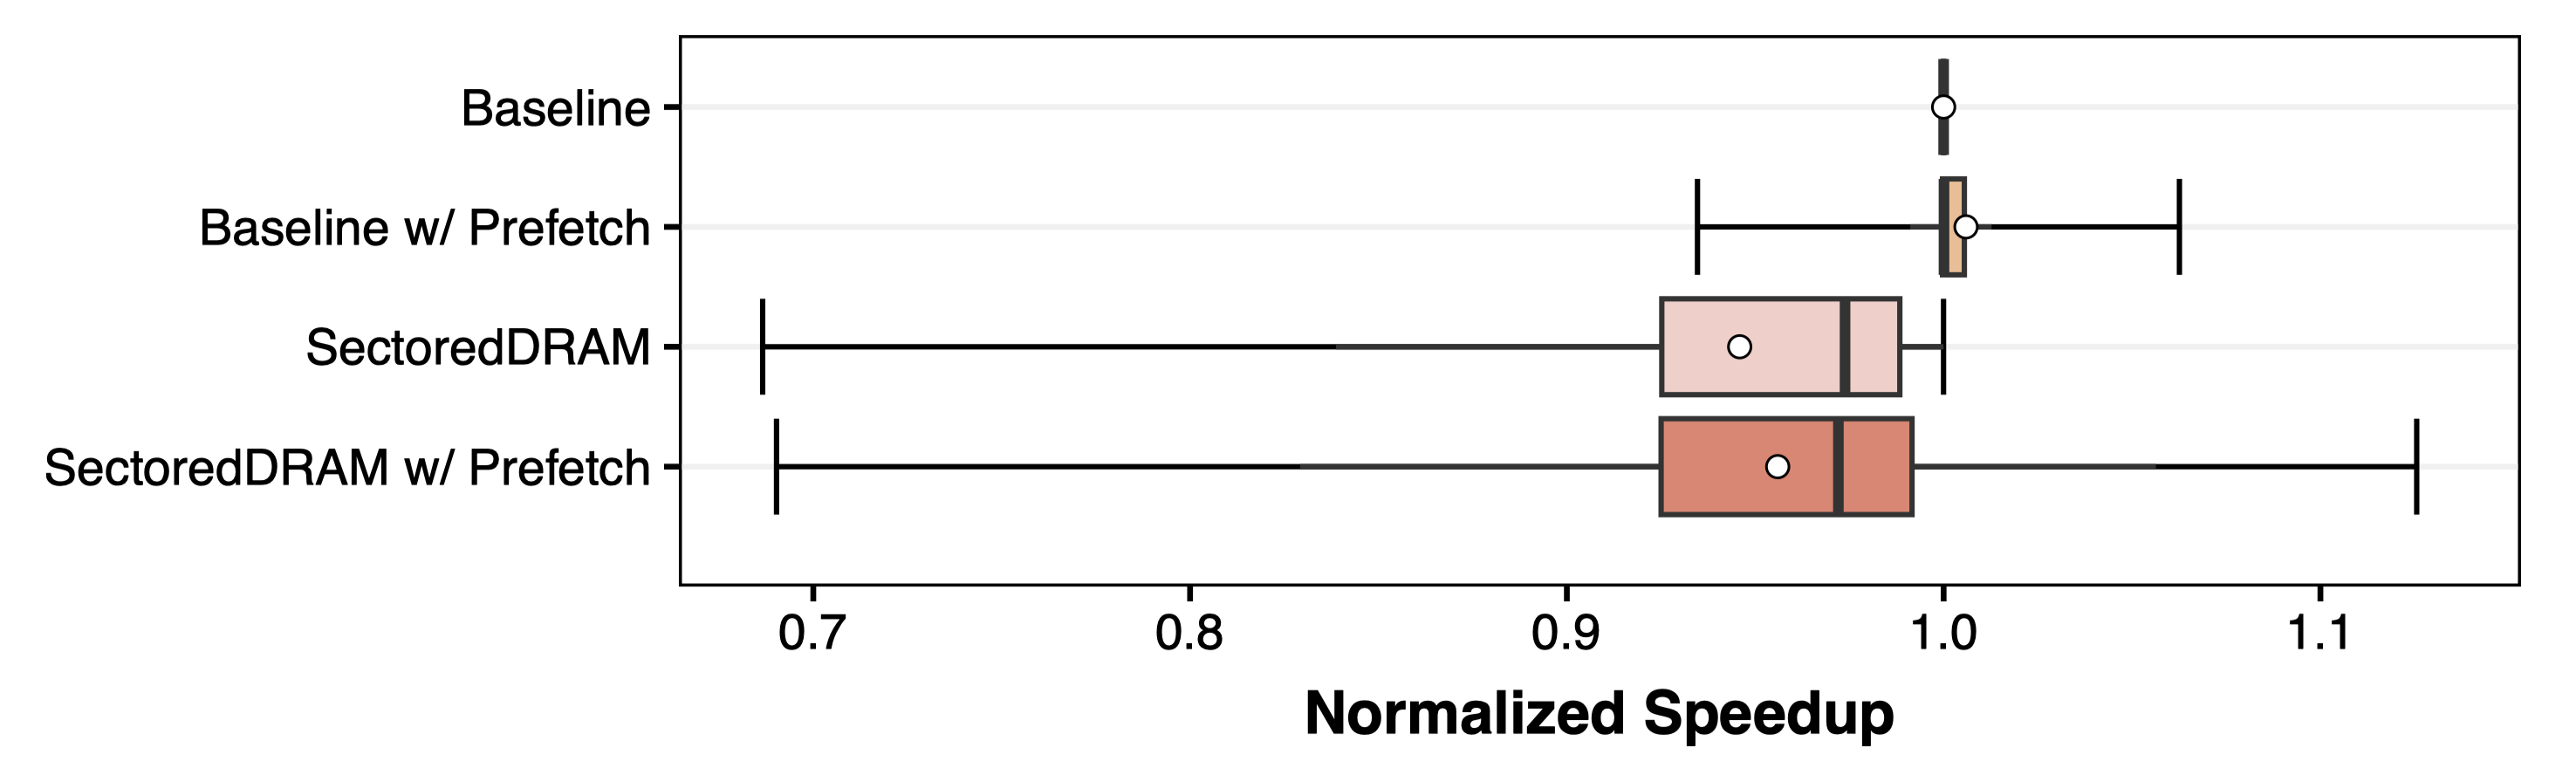 Baseline
Baseline w/ Prefetch
SectoredDRAM
SectoredDRAM w/ Prefetch
0.7 0.8 0.9 1.0 1.1
Normalized Speedup